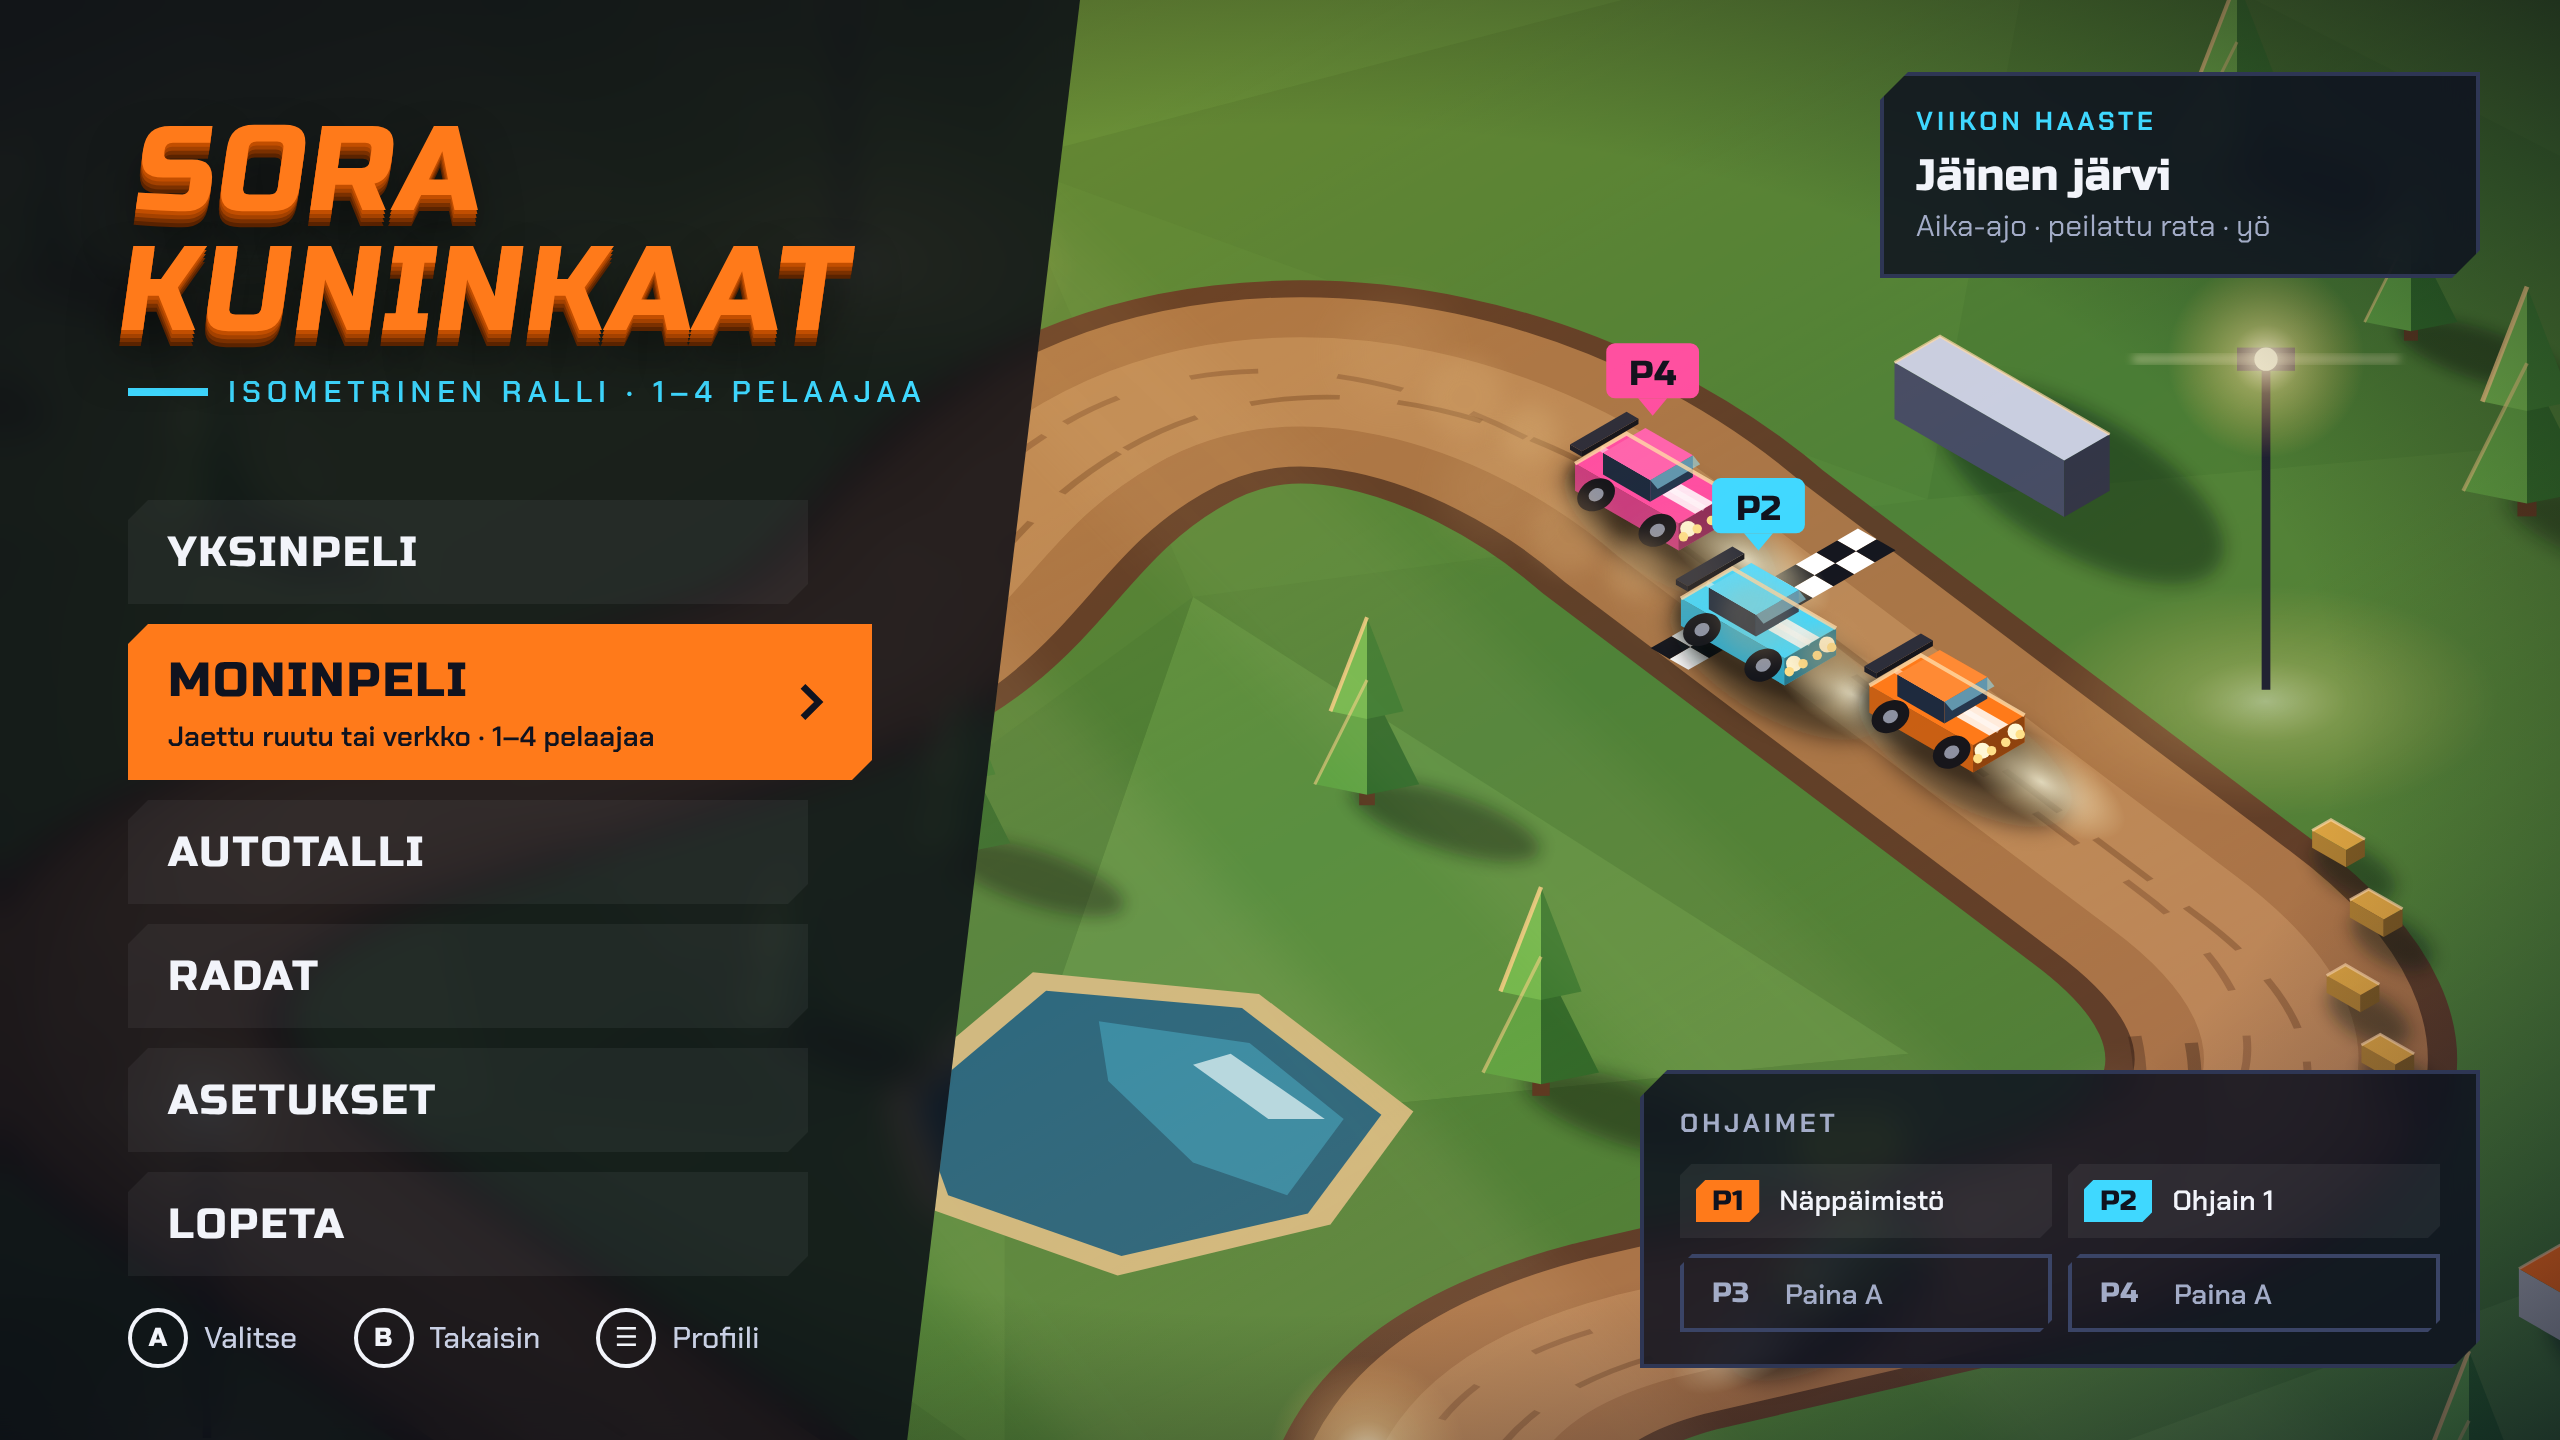 SORA
KUNINKAAT
ISOMETRINEN RALLI · 1–4 PELAAJAA
YKSINPELI
MONINPELI
Jaettu ruutu tai verkko · 1–4 pelaajaa
AUTOTALLI
RADAT
ASETUKSET
LOPETA
A Valitse B Takaisin ☰ Profiili
VIIKON HAASTE
Jäinen järvi
Aika-ajo · peilattu rata · yö
P4
P2
OHJAIMET
P1 Näppäimistö P2 Ohjain 1
P3 Paina A P4 Paina A